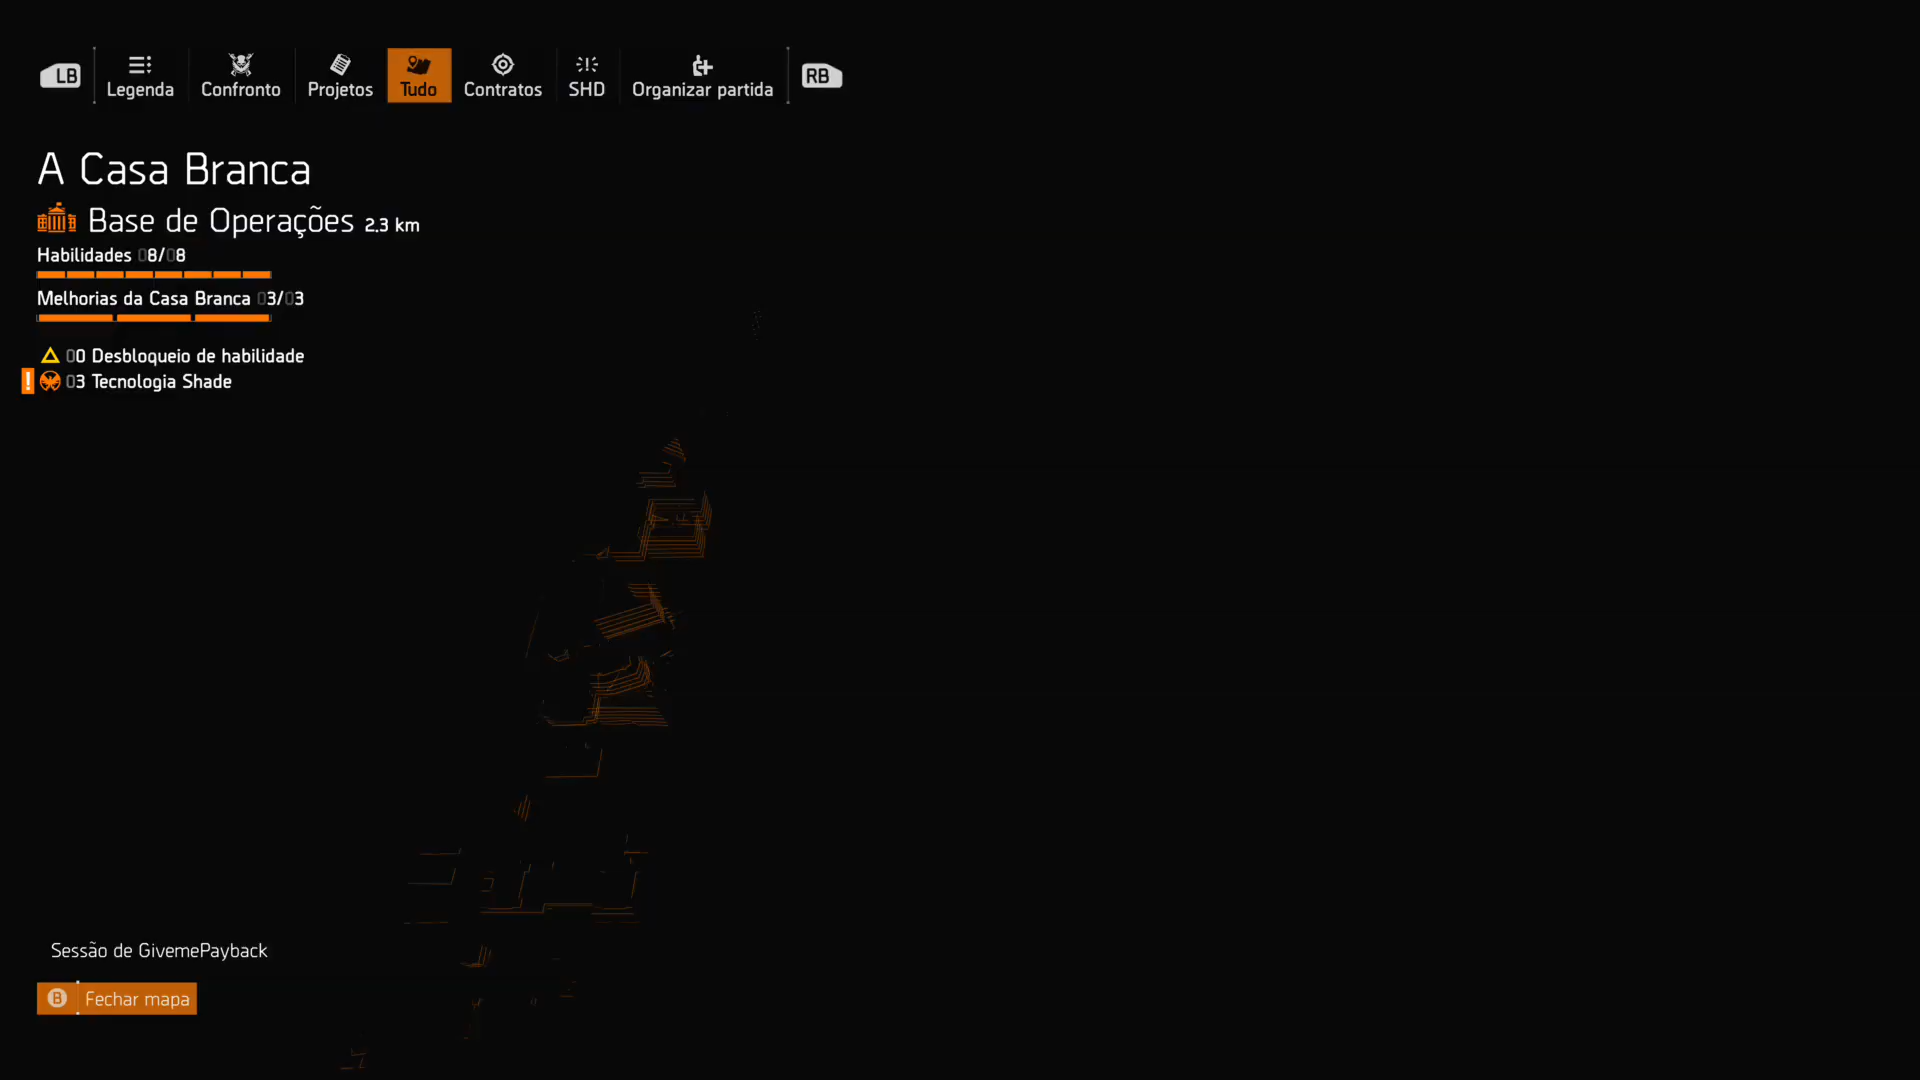 LB
Legenda
Confronto
Projetos
Tudo
Contratos
SHD
Organizar partida
RB
A Casa Branca
Base de Operações 2.3 km
Habilidades 08/08
Melhorias da Casa Branca 03/03
00 Desbloqueio de habilidade
! 03 Tecnologia Shade
Sessão de GivemePayback
B Fechar mapa